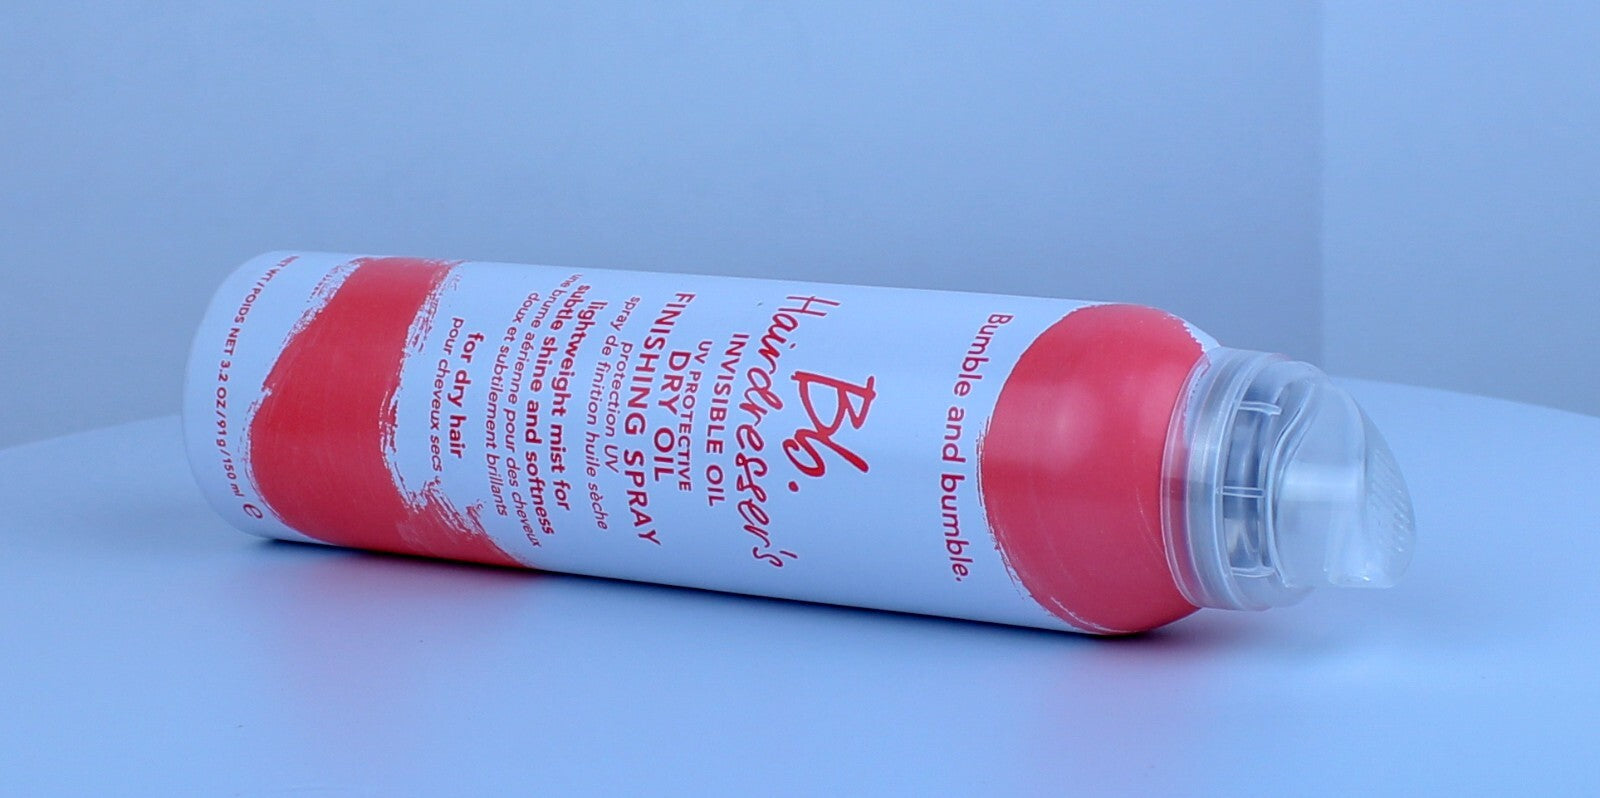 Bumble and bumble.
Bb.
Hairdresser's
INVISIBLE OIL
UV PROTECTIVE
DRY OIL
FINISHING SPRAY
spray de finition huile sèche
protection UV
lightweight mist for
subtle shine and softness
une brume aérienne pour des cheveux
doux et subtilement brillants
for dry hair
pour cheveux secs
NET WT / POIDS NET 3.2 OZ / 91 g / 150 ml ℮